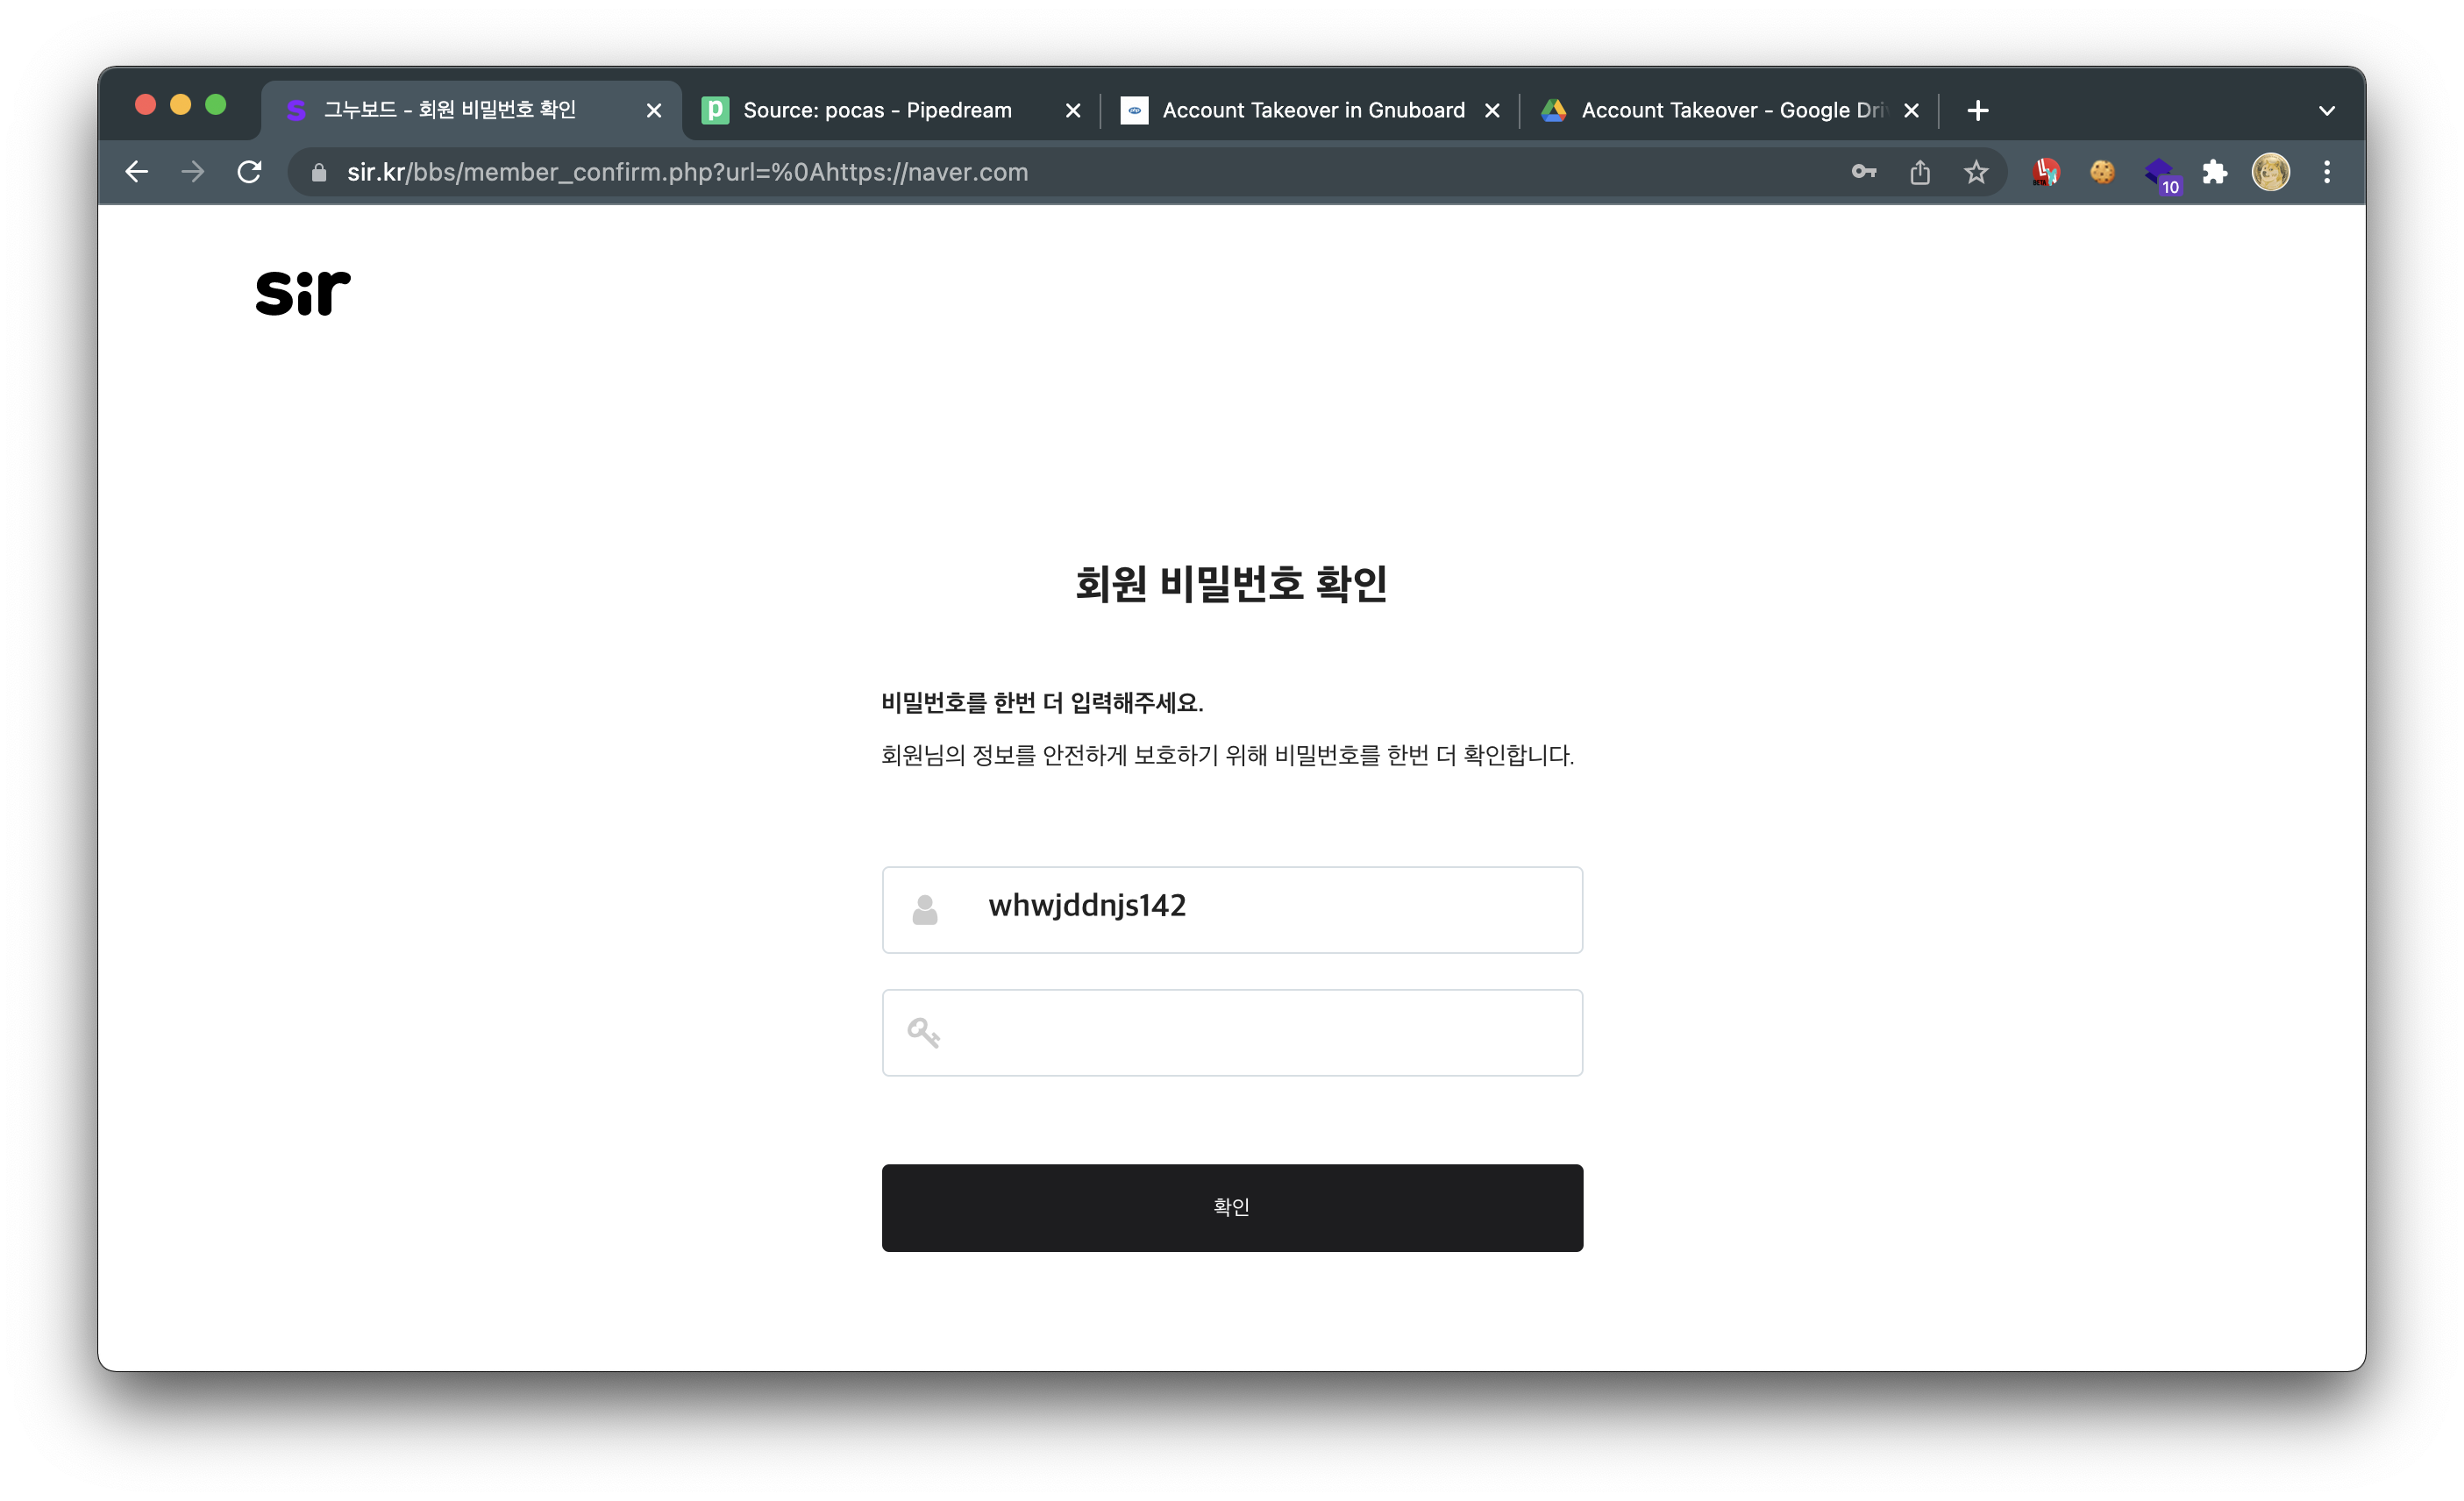 그누보드 - 회원 비밀번호 확인
Source: pocas - Pipedream
Account Takeover in Gnuboard
Account Takeover - Google Dri
sir.kr/bbs/member_confirm.php?url=%0Ahttps://naver.com
10
sir
회원 비밀번호 확인
비밀번호를 한번 더 입력해주세요.
회원님의 정보를 안전하게 보호하기 위해 비밀번호를 한번 더 확인합니다.
whwjddnjs142
확인